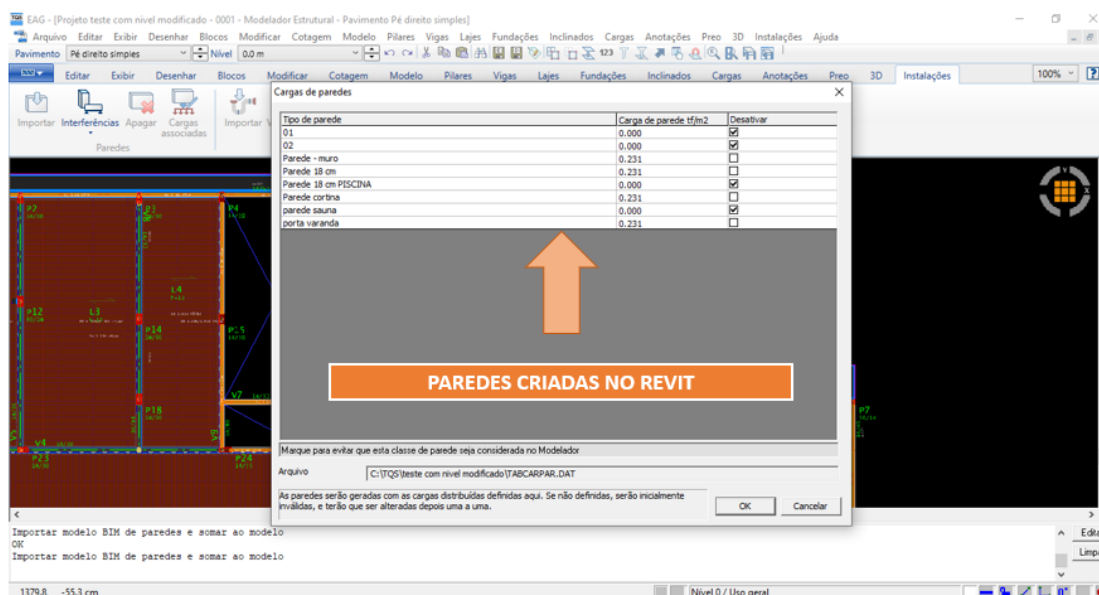 EAG - [Projeto teste com nivel modificado - 0001 - Modelador Estrutural - Pavimento Pé direito simples]
Arquivo Editar Exibir Desenhar Blocos Modificar Cotagem Modelo Pilares Vigas Lajes Fundações Inclinados Cargas Anotações Preo 3D Instalações Ajuda
Pavimento Pé direito simples Nível 0.0 m 123
Editar Exibir Desenhar Blocos Modificar Cotagem Modelo Pilares Vigas Lajes Fundações Inclinados Cargas Anotações Preo 3D Instalações 100%
Importar Interferências Apagar Cargas associadas Importar
Paredes
Cargas de paredes
Tipo de parede Carga de parede tf/m2 Desativar
01 0.000
02 0.000
Parede - muro 0.231
Parede 18 cm 0.231
Parede 18 cm PISCINA 0.000
Parede cortina 0.231
parede sauna 0.000
porta varanda 0.231
PAREDES CRIADAS NO REVIT
Marque para evitar que esta classe de parede seja considerada no Modelador
Arquivo C:\TQS\teste com nivel modificado\TABCARPAR.DAT
As paredes serão geradas com as cargas distribuídas definidas aqui. Se não definidas, serão inicialmente
inválidas, e terão que ser alteradas depois uma a uma.
OK Cancelar
P2 P3 P4
L4
P12 L3
P14 P15
V7
P18 P7
V4 V9
P23 P24
Importar modelo BIM de paredes e somar ao modelo
OK
Importar modelo BIM de paredes e somar ao modelo
Edita
Limpa
1379.8, -55.3 cm Nível 0 / Uso geral